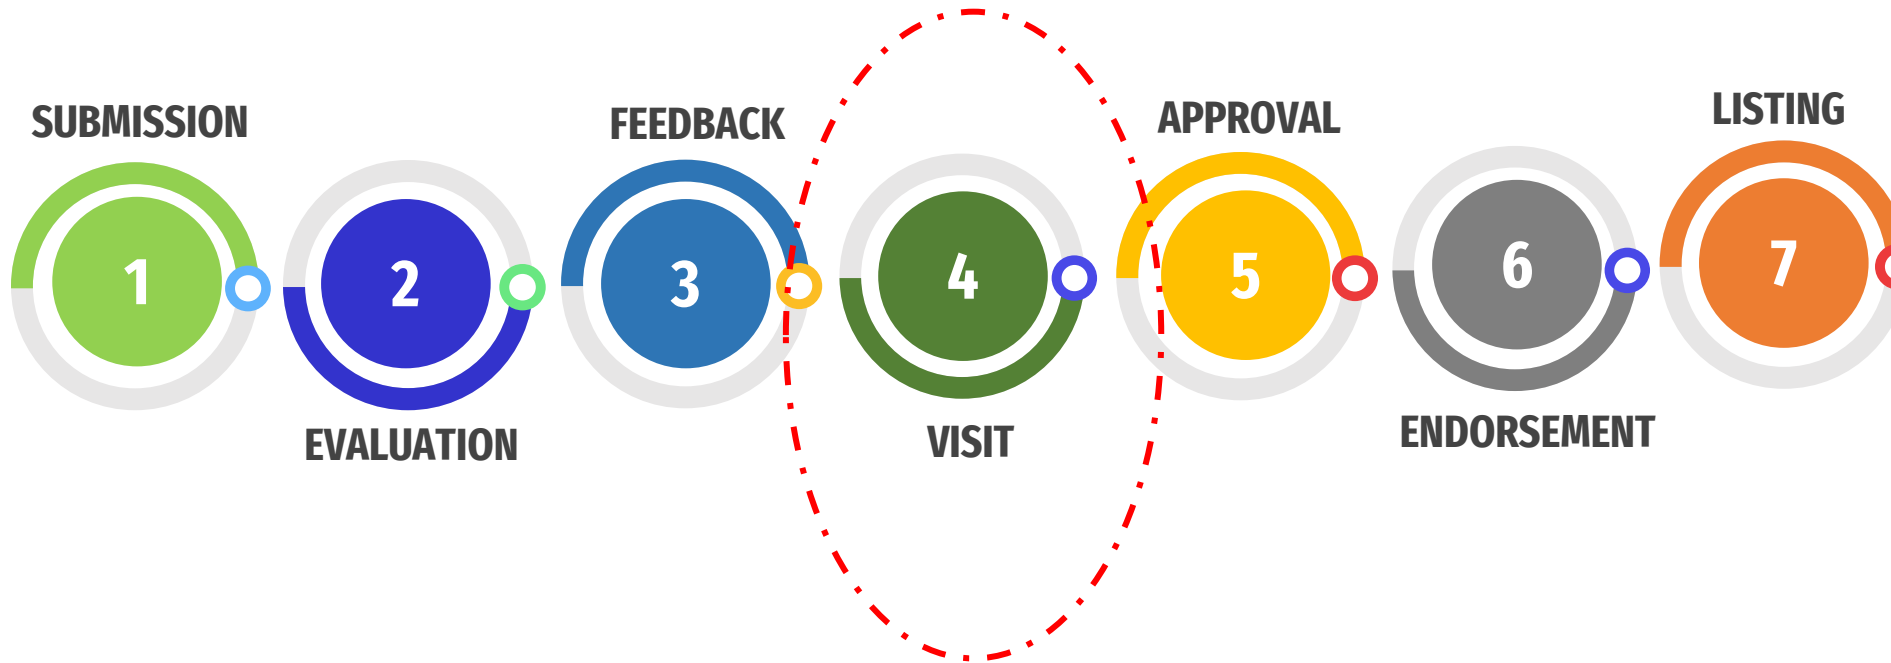 SUBMISSION
1
2
EVALUATION
FEEDBACK
3
4
VISIT
APPROVAL
5
6
ENDORSEMENT
LISTING
7